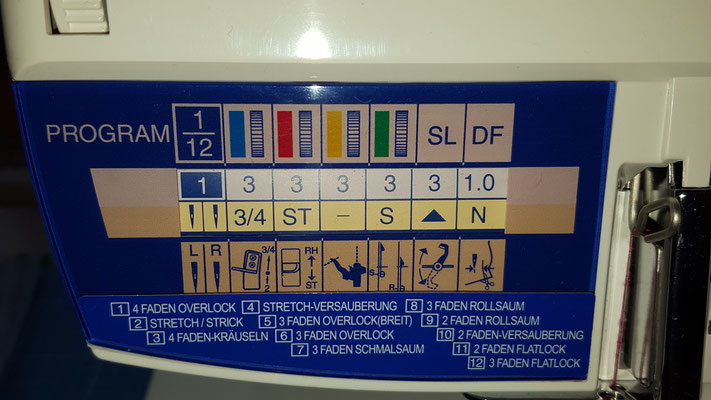 PROGRAM 1/12 SL DF
1 3 3 3 3 3 1.0
3/4 ST – S ▲ N
L R 3/4 2 RH ST S R
1 4 FADEN OVERLOCK 4 STRETCH-VERSAUBERUNG 8 3 FADEN ROLLSAUM
2 STRETCH / STRICK 5 3 FADEN OVERLOCK(BREIT) 9 2 FADEN ROLLSAUM
3 4 FADEN-KRÄUSELN 6 3 FADEN OVERLOCK 10 2 FADEN-VERSAUBERUNG
7 3 FADEN SCHMALSAUM 11 2 FADEN FLATLOCK
12 3 FADEN FLATLOCK